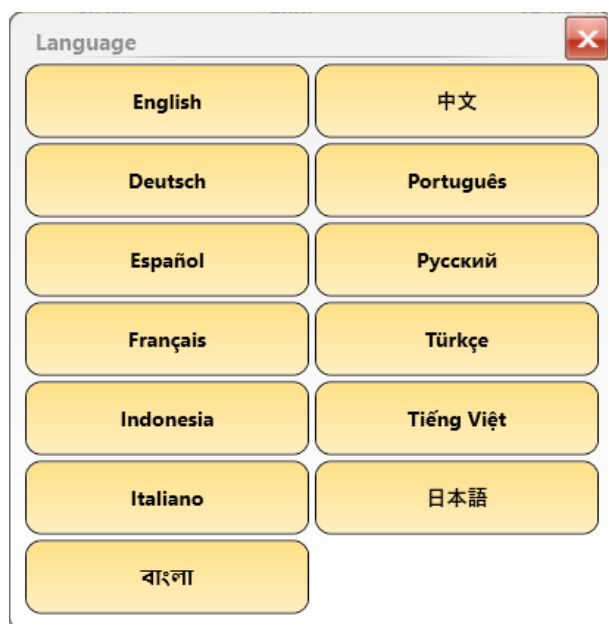 Language
English
中文
Deutsch
Português
Español
Русский
Français
Türkçe
Indonesia
Tiếng Việt
Italiano
日本語
বাংলা